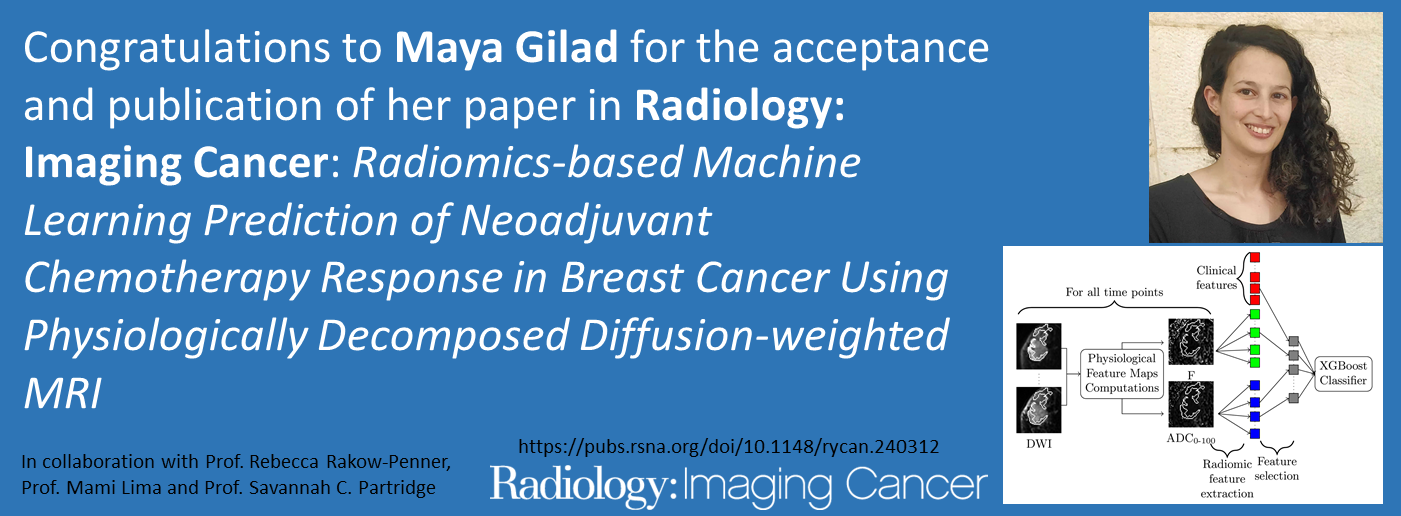 Congratulations to Maya Gilad for the acceptance
and publication of her paper in Radiology:
Imaging Cancer: Radiomics-based Machine
Learning Prediction of Neoadjuvant
Chemotherapy Response in Breast Cancer Using
Physiologically Decomposed Diffusion-weighted
MRI
In collaboration with Prof. Rebecca Rakow-Penner,
Prof. Mami Lima and Prof. Savannah C. Partridge
https://pubs.rsna.org/doi/10.1148/rycan.240312
Radiology: Imaging Cancer
Clinical
features
For all time points
Physiological
Feature Maps
Computations
F
XGBoost
Classifier
DWI
ADC0-100
Radiomic
feature
extraction
Feature
selection